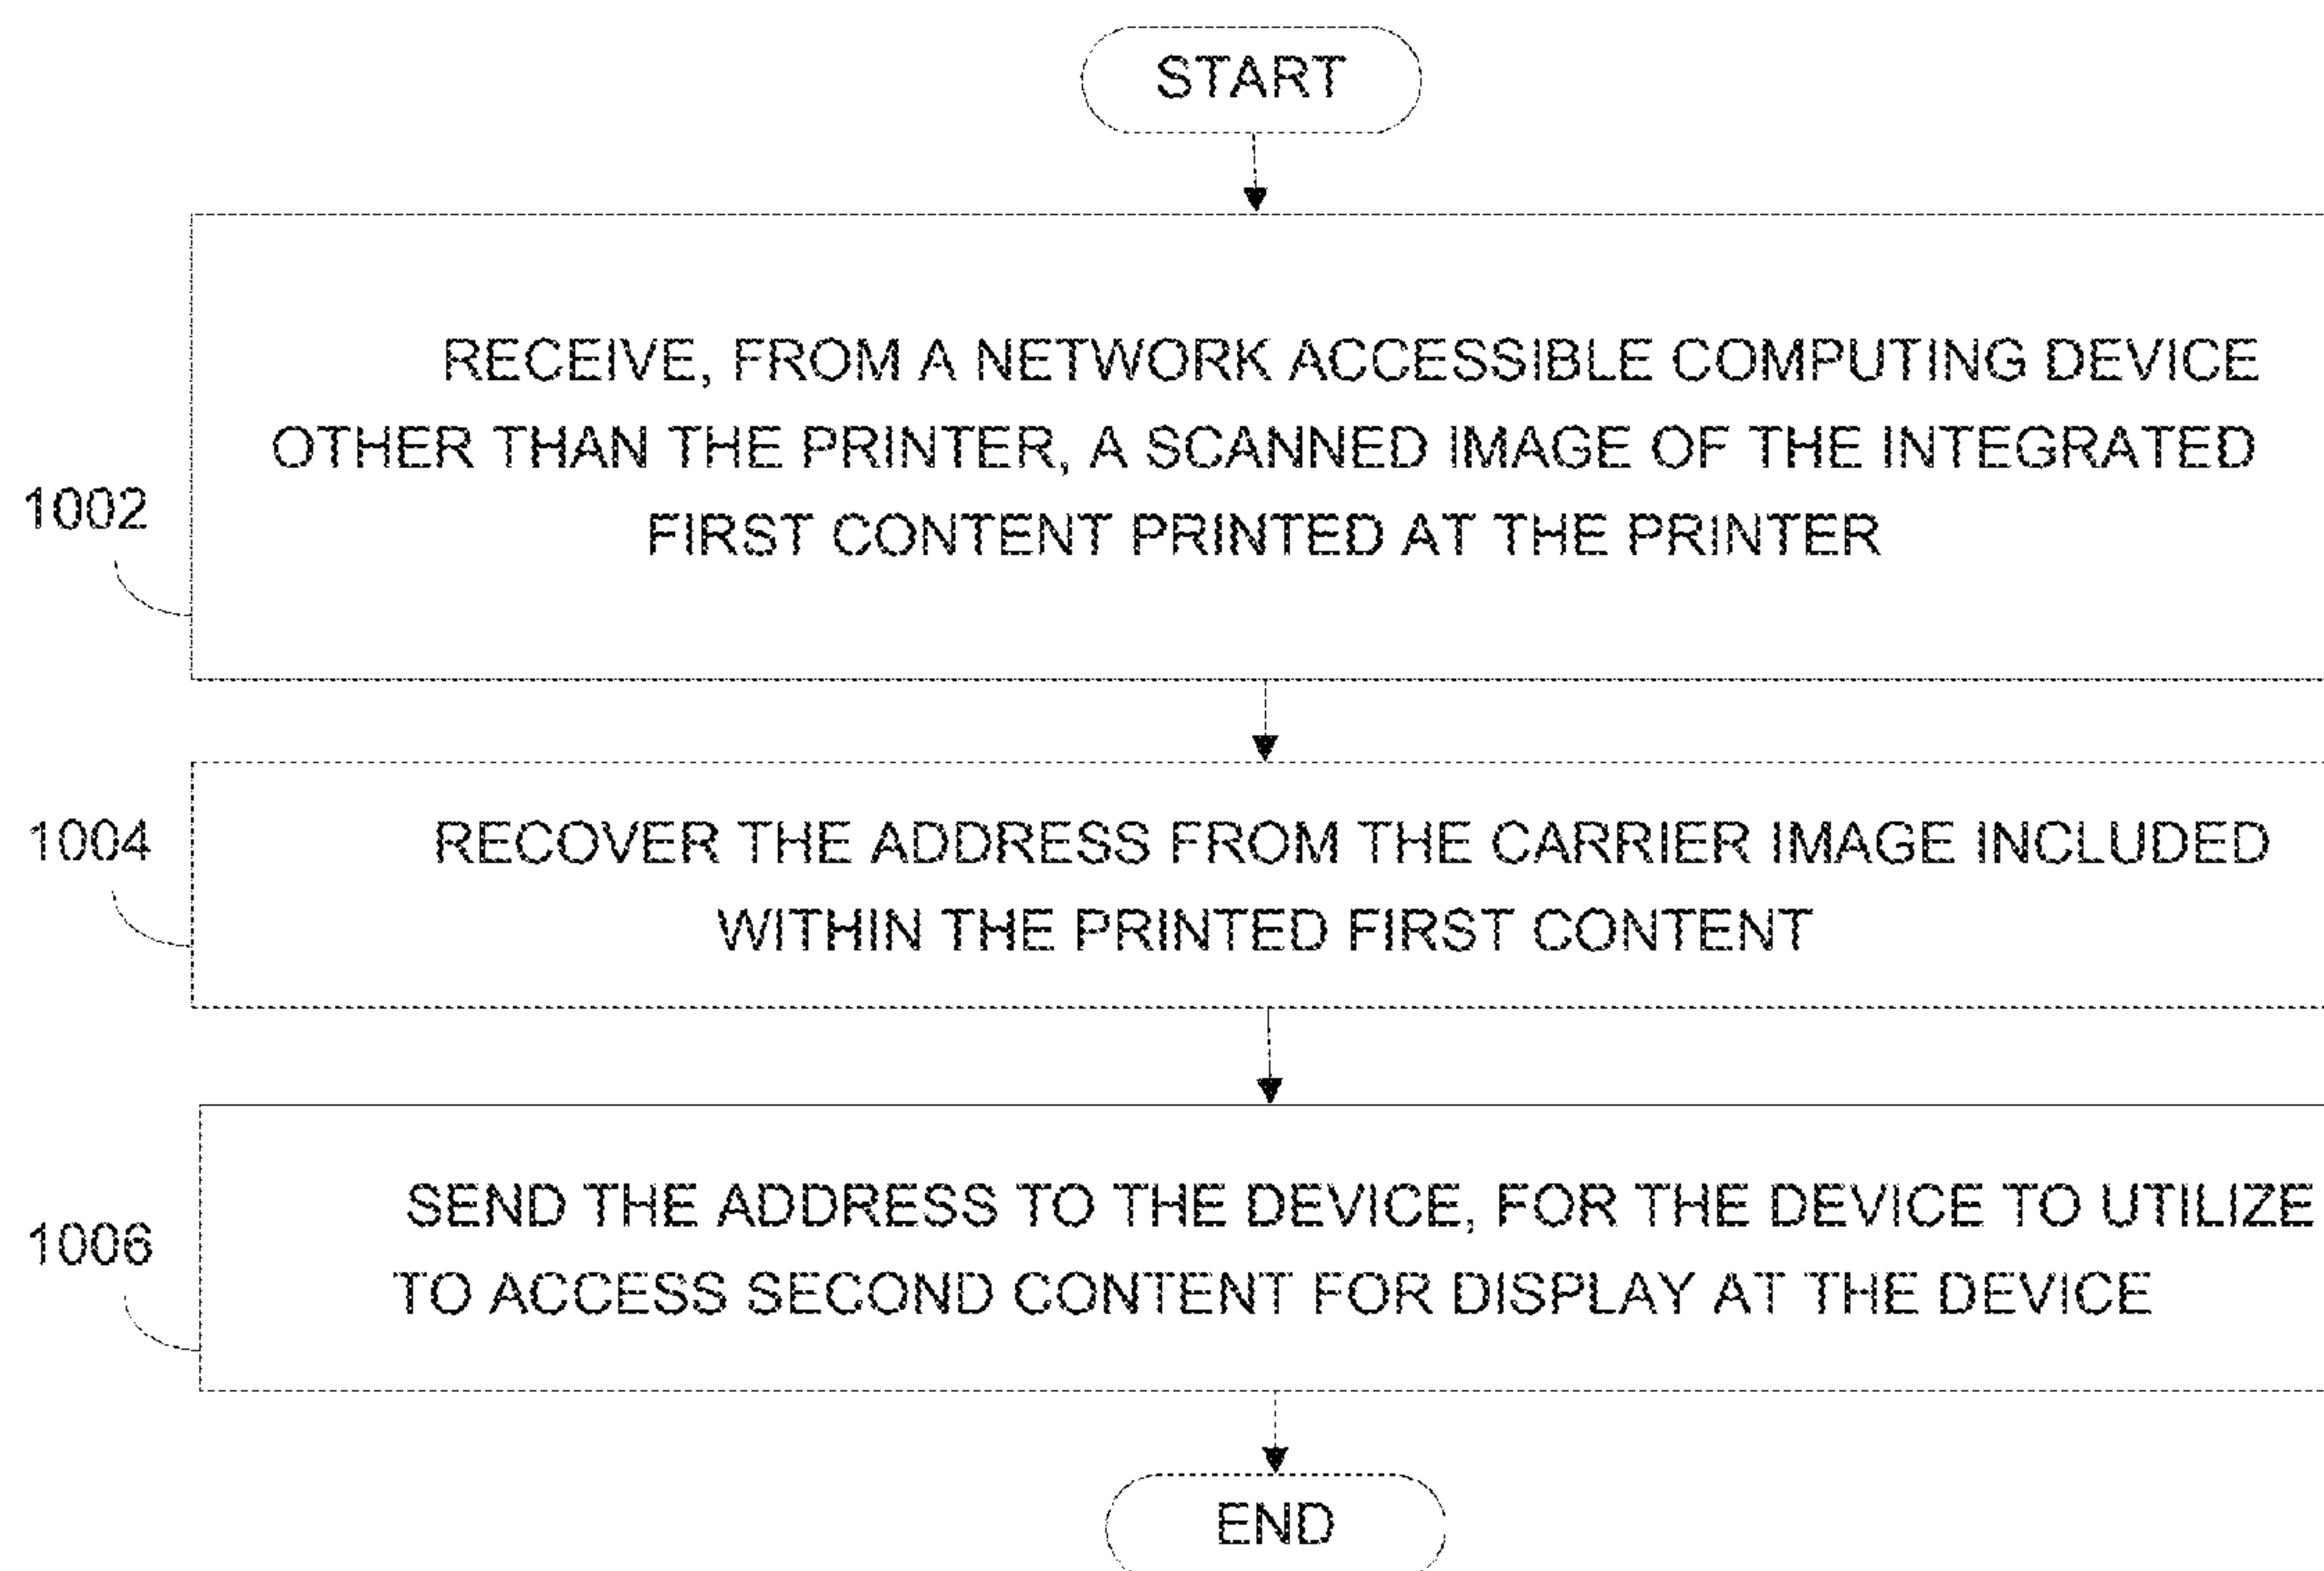 START
RECEIVE, FROM A NETWORK ACCESSIBLE COMPUTING DEVICE
OTHER THAN THE PRINTER, A SCANNED IMAGE OF THE INTEGRATED
FIRST CONTENT PRINTED AT THE PRINTER
1002
RECOVER THE ADDRESS FROM THE CARRIER IMAGE INCLUDED
WITHIN THE PRINTED FIRST CONTENT
1004
SEND THE ADDRESS TO THE DEVICE, FOR THE DEVICE TO UTILIZE
TO ACCESS SECOND CONTENT FOR DISPLAY AT THE DEVICE
1006
END